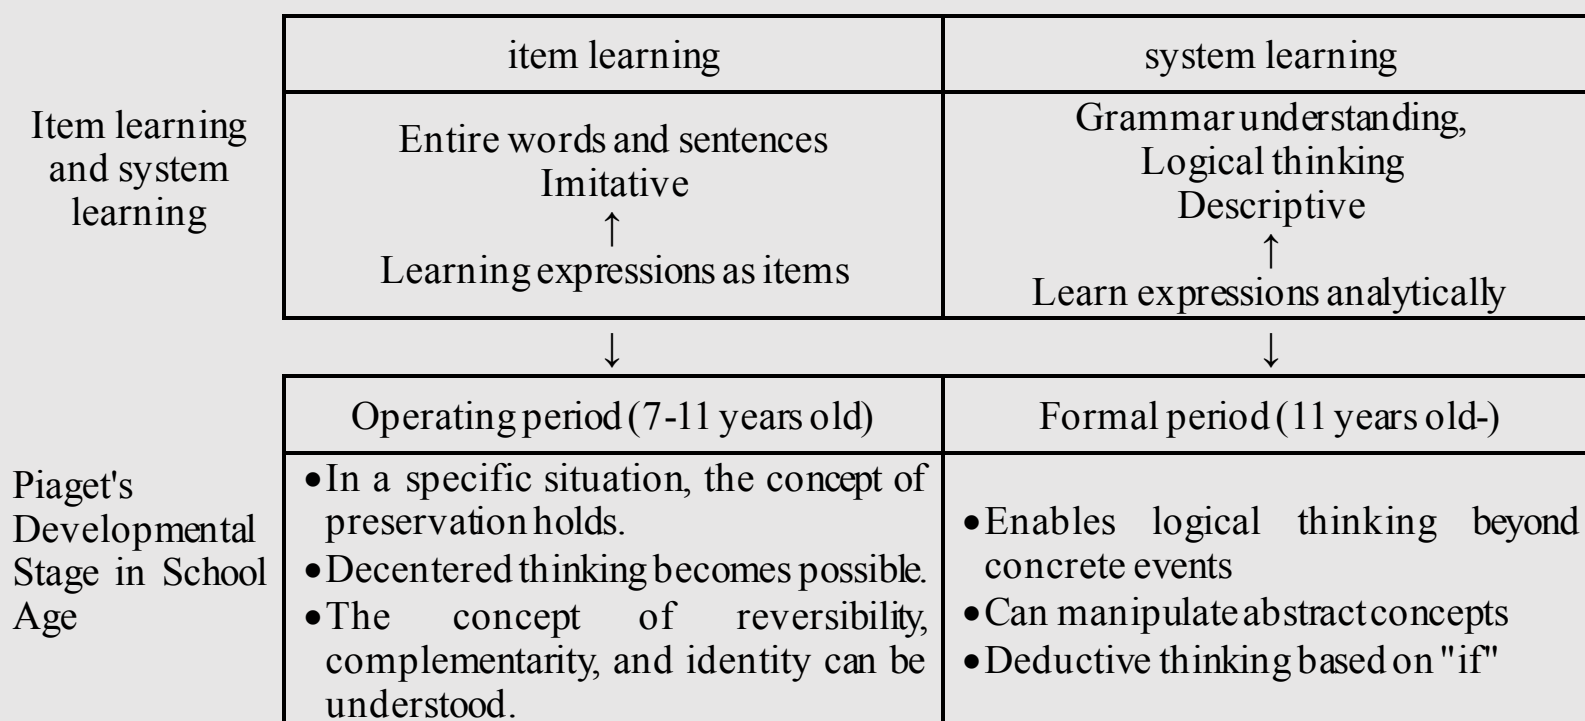 item learning
system learning
Item learning
and system
learning
Entire words and sentences
Imitative
↑
Learning expressions as items
Grammar understanding,
Logical thinking
Descriptive
↑
Learn expressions analytically
↓
↓
Operating period (7-11 years old)
Formal period (11 years old-)
Piaget's
Developmental
Stage in School
Age
•In a specific situation, the concept of
preservation holds.
•Decentered thinking becomes possible.
•The concept of reversibility,
complementarity, and identity can be
understood.
•Enables logical thinking beyond
concrete events
•Can manipulate abstract concepts
•Deductive thinking based on "if"